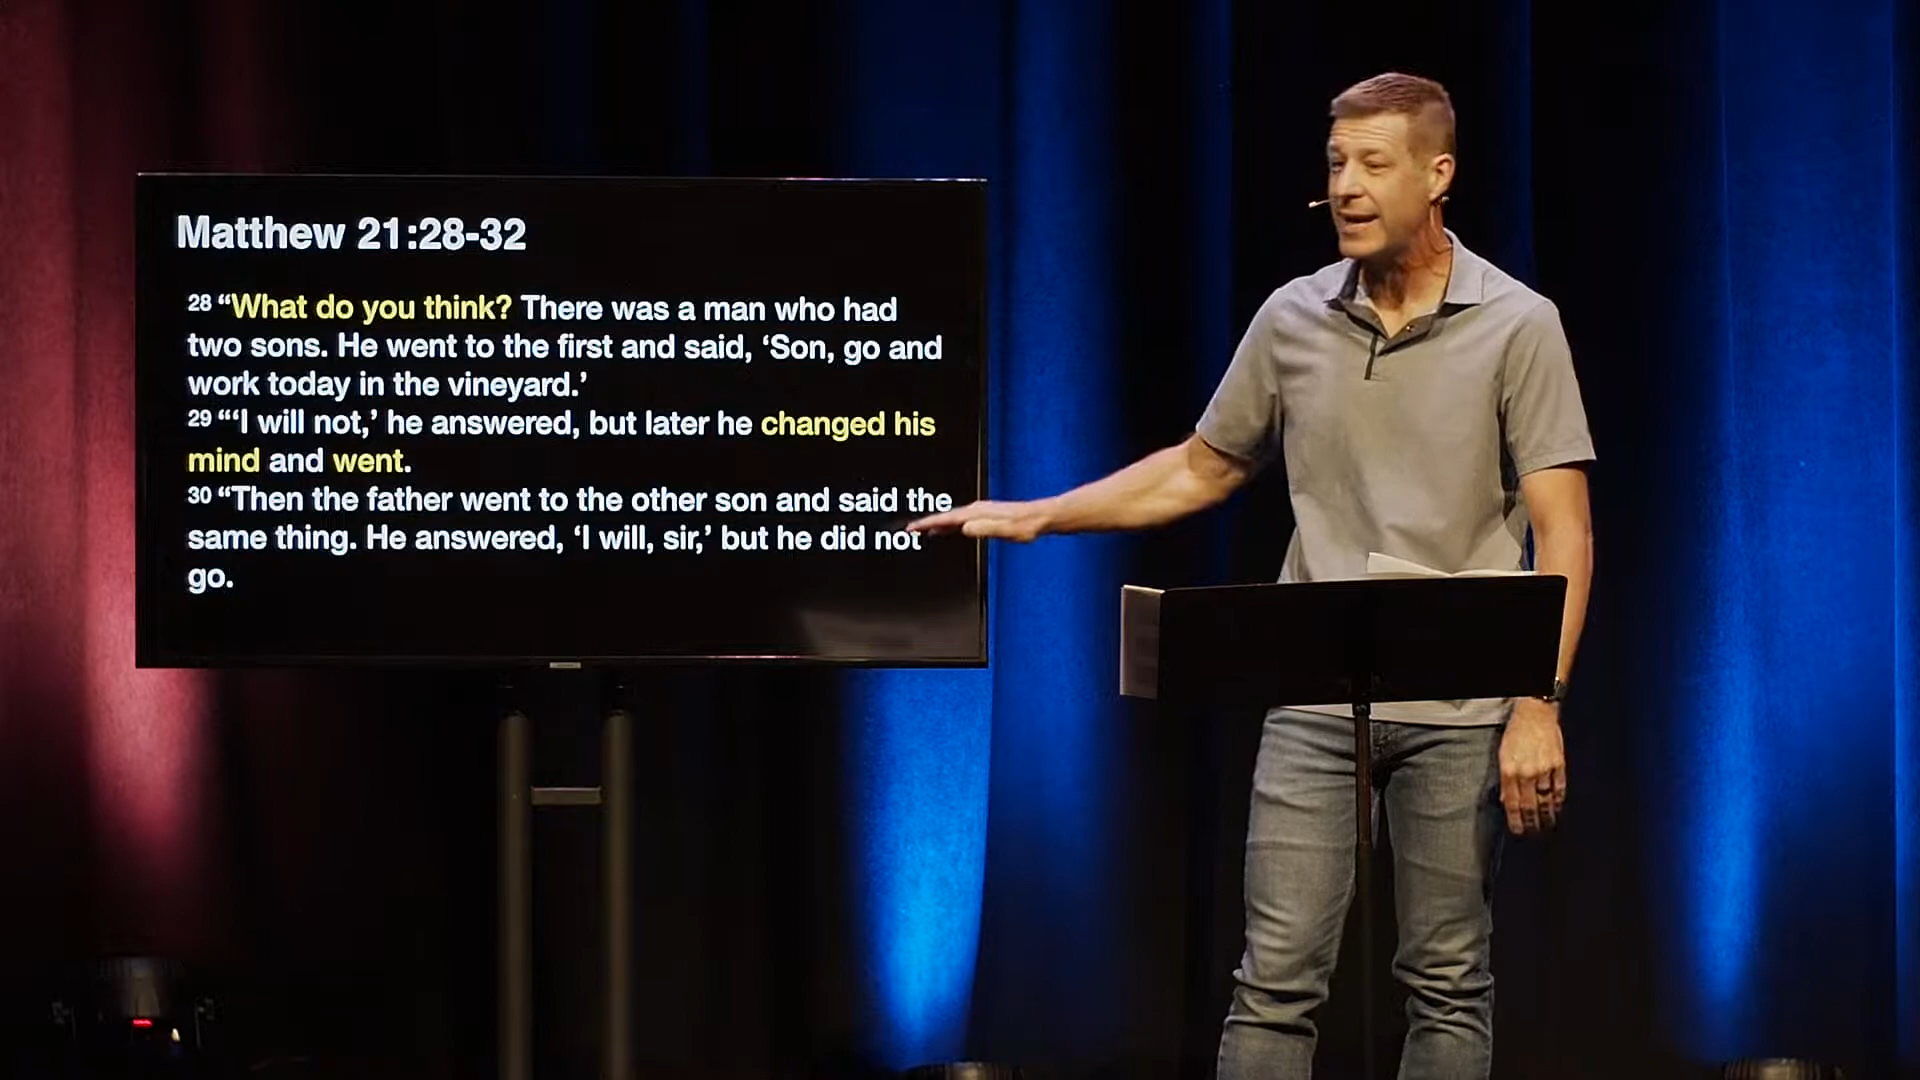 Matthew 21:28-32
28 “What do you think? There was a man who had
two sons. He went to the first and said, ‘Son, go and
work today in the vineyard.’
29 “‘I will not,’ he answered, but later he changed his
mind and went.
30 “Then the father went to the other son and said the
same thing. He answered, ‘I will, sir,’ but he did not
go.